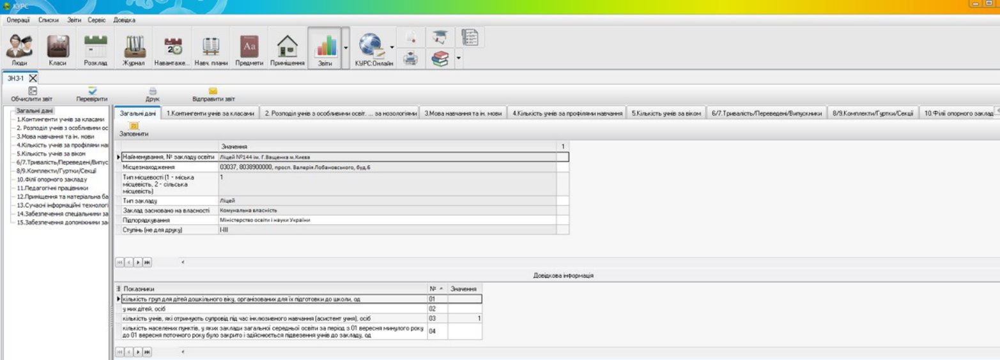 КУРС
Операції Списки Звіти Сервіс Довідка
Люди Класи Розклад Журнал Навантаже... Навч. плани Предмети Приміщення Звіти КУРС:Онлайн
ЗНЗ-1
Обчислити звіт Перевірити Друк Відправити звіт
Загальні дані
1.Контингенти учнів за класами
2. Розподіл учнів з особливими ос
3.Мова навчання та ін. мови
4.Кількість учнів за профілями на
5.Кількість учнів за віком
6/7.Тривалість/Переведені/Випус
8/9.Комплекти/Гуртки/Секції
10.Філії опорного закладу
11.Педагогічні працівники
12.Приміщення та матеріальна ба
13.Сучасні інформаційні технологі
14.Забезпечення спеціальними за
15.Забезпечення допоміжними за
Загальні дані 1.Контингенти учнів за класами 2. Розподіл учнів з особливими освіт. ... за нозологіями 3.Мова навчання та ін. мови 4.Кількість учнів за профілями навчання 5.Кількість учнів за віком 6/7.Тривалість/Переведені/Випускники 8/9.Комплекти/Гуртки/Секції 10.Філії опорного заклад
Заповнити
Значення 1
Найменування, № закладу освіти Ліцей №144 ім. Г.Ващенка м.Києва
Місцезнаходження 03037, 8038900000, просп. Валерія Лобановського, буд.6
Тип місцевості (1 - міська 1
місцевість, 2 - сільська
місцевість)
Тип закладу Ліцей
Заклад засновано на власності Комунальна власність
Підпорядкування Міністерство освіти і науки України
Ступінь (не для друку) I-III
Довідкова інформація
Показники № Значення
кількість груп для дітей дошкільного віку, організованих для їх підготовки до школи, од 01
у них дітей, осіб 02
кількість учнів, які отримують супровід під час інклюзивного навчання (асистент учня), осіб 03 1
кількість населених пунктів, у яких заклади загальної середньої освіти за період з 01 вересня минулого року 04
до 01 вересня поточного року було закрито і здійснюється підвезення учнів до закладу, од